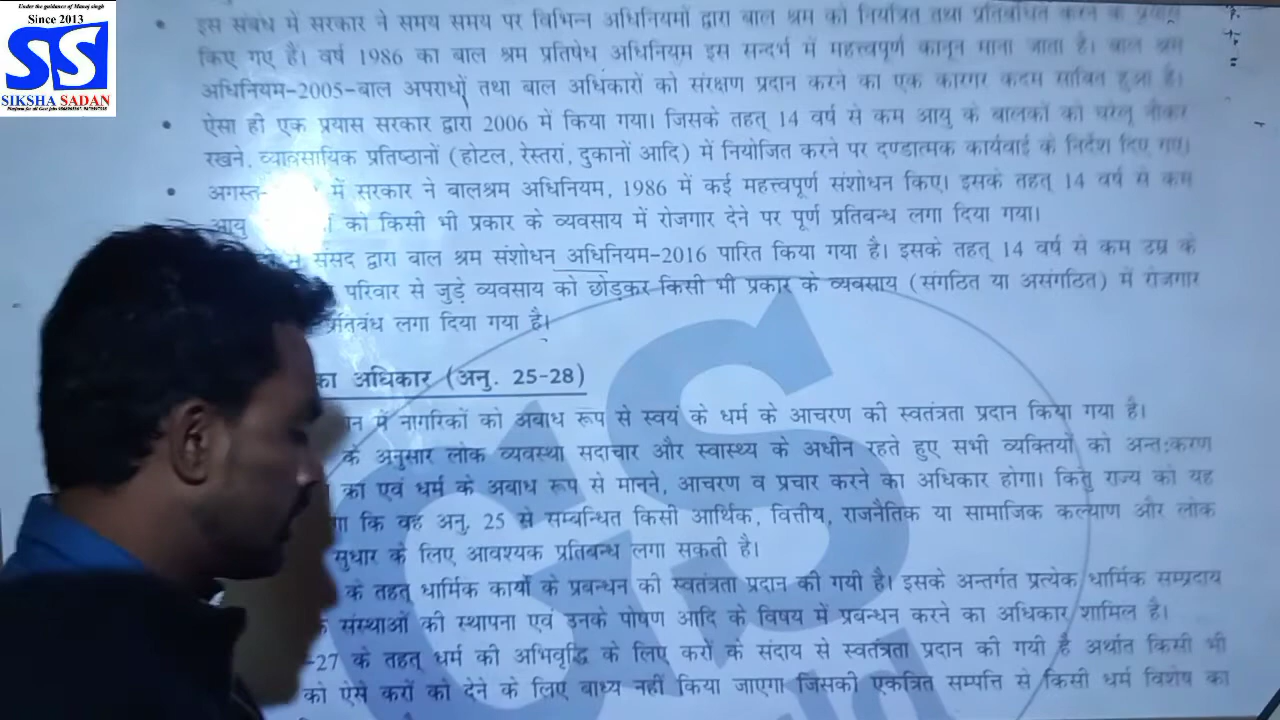 Under the guidance of Manoj singh
Since 2013
SS
SIKSHA SADAN
इस संबंध में सरकार ने समय समय पर विभिन्न अधिनियमों द्वारा बाल श्रम को नियंत्रित तथा प्रतिबंधित करने के प्रयास
किए गए हैं। वर्ष 1986 का बाल श्रम प्रतिषेध अधिनियम इस सन्दर्भ में महत्त्वपूर्ण कानून माना जाता है। बाल श्रम
अधिनियम-2005-बाल अपराधों तथा बाल अधिकारों को संरक्षण प्रदान करने का एक कारगर कदम साबित हुआ है।
• ऐसा ही एक प्रयास सरकार द्वारा 2006 में किया गया। जिसके तहत् 14 वर्ष से कम आयु के बालकों को घरेलू नौकर
रखने, व्यावसायिक प्रतिष्ठानों (होटल, रेस्तरां, दुकानों आदि) में नियोजित करने पर दण्डात्मक कार्यवाई के निर्देश दिए गए।
• अगस्त- में सरकार ने बालश्रम अधिनियम, 1986 में कई महत्त्वपूर्ण संशोधन किए। इसके तहत् 14 वर्ष से कम
आयु को किसी भी प्रकार के व्यवसाय में रोजगार देने पर पूर्ण प्रतिबन्ध लगा दिया गया।
संसद द्वारा बाल श्रम संशोधन अधिनियम-2016 पारित किया गया है। इसके तहत् 14 वर्ष से कम उम्र के
परिवार से जुड़े व्यवसाय को छोड़कर किसी भी प्रकार के व्यवसाय (संगठित या असंगठित) में रोजगार
प्रतिबंध लगा दिया गया है।
का अधिकार (अनु. 25-28)
में नागरिकों को अबाध रूप से स्वयं के धर्म के आचरण की स्वतंत्रता प्रदान किया गया है।
के अनुसार लोक व्यवस्था सदाचार और स्वास्थ्य के अधीन रहते हुए सभी व्यक्तियों को अन्त:करण
का एवं धर्म के अबाध रूप से मानने, आचरण व प्रचार करने का अधिकार होगा। किंतु राज्य को यह
कि वह अनु. 25 से सम्बन्धित किसी आर्थिक, वित्तीय, राजनैतिक या सामाजिक कल्याण और लोक
सुधार के लिए आवश्यक प्रतिबन्ध लगा सकती है।
के तहत् धार्मिक कार्यों के प्रबन्धन की स्वतंत्रता प्रदान की गयी है। इसके अन्तर्गत प्रत्येक धार्मिक सम्प्रदाय
संस्थाओं की स्थापना एवं उनके पोषण आदि के विषय में प्रबन्धन करने का अधिकार शामिल है।
-27 के तहत् धर्म की अभिवृद्धि के लिए करों के संदाय से स्वतंत्रता प्रदान की गयी है अर्थात किसी भी
को ऐसे करों को देने के लिए बाध्य नहीं किया जाएगा जिसकी एकत्रित सम्पत्ति से किसी धर्म विशेष का